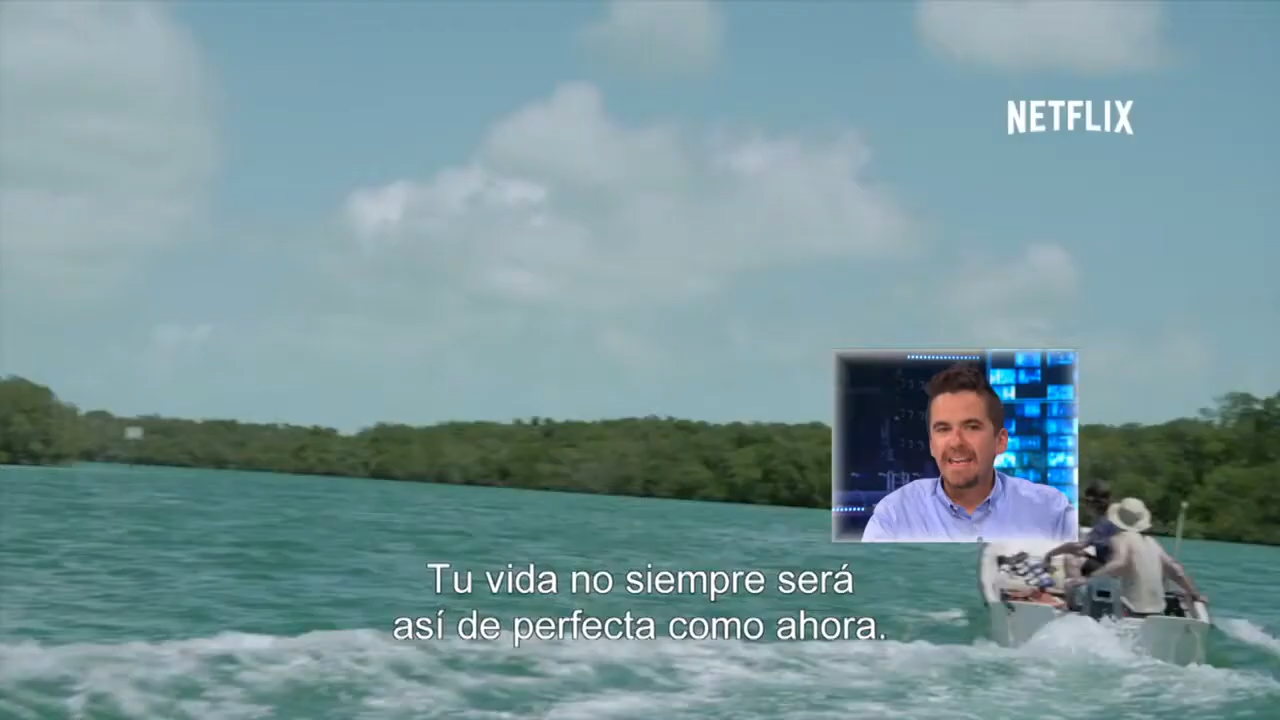 NETFLIX
Tu vida no siempre será
así de perfecta como ahora.